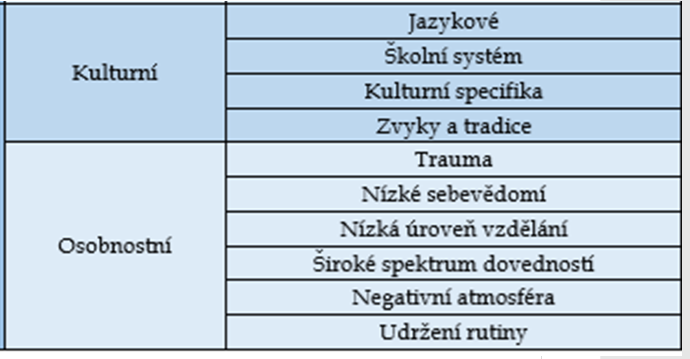 Kulturní
Jazykové
Školní systém
Kulturní specifika
Zvyky a tradice
Osobnostní
Trauma
Nízké sebevědomí
Nízká úroveň vzdělání
Široké spektrum dovedností
Negativní atmosféra
Udržení rutiny